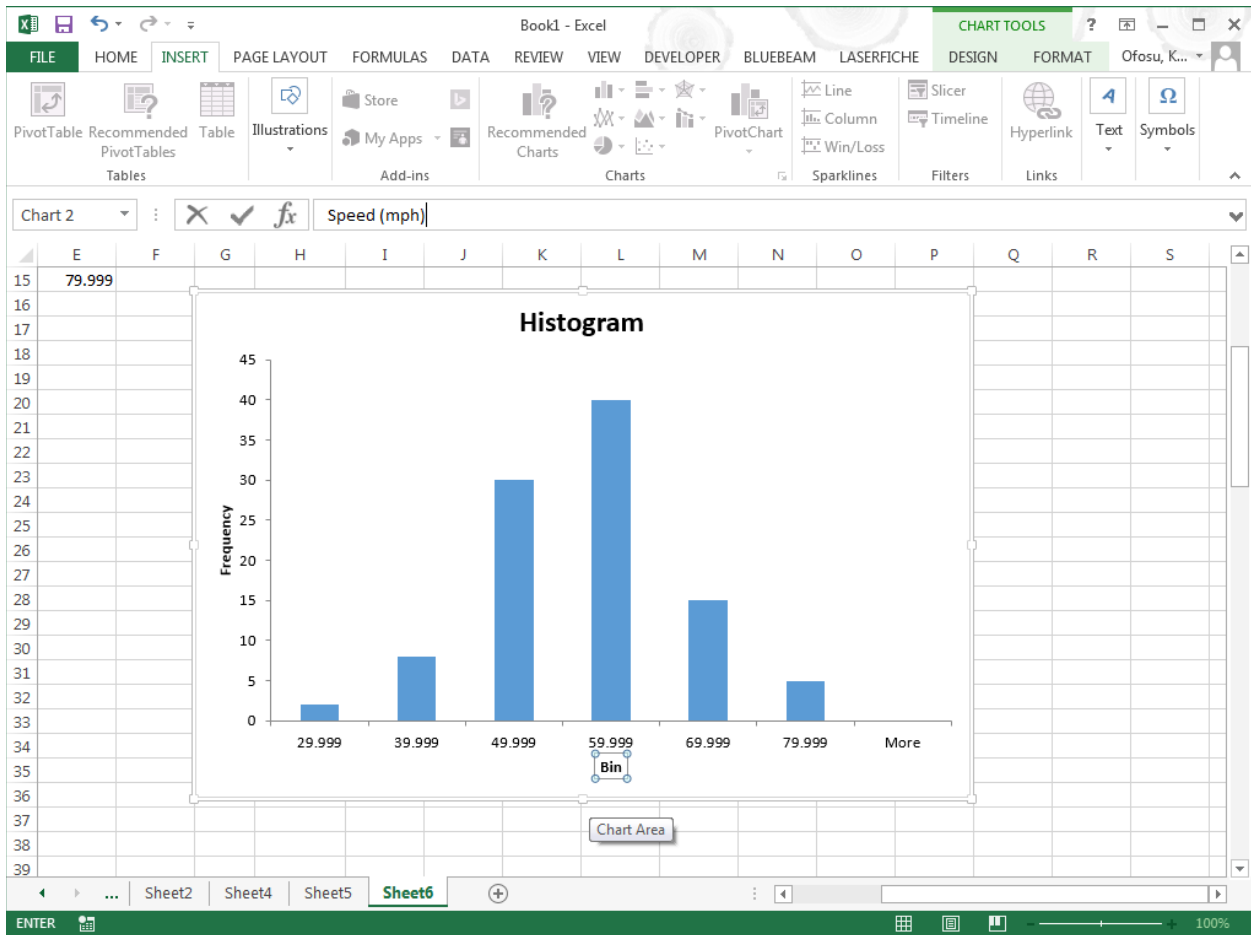 Book1 - Excel
CHART TOOLS
?
FILE HOME INSERT PAGE LAYOUT FORMULAS DATA REVIEW VIEW DEVELOPER BLUEBEAM LASERFICHE DESIGN FORMAT Ofosu, K...
PivotTable
Recommended PivotTables
Table
Tables
Illustrations
Store
My Apps
Add-ins
Recommended Charts
PivotChart
Charts
Line
Column
Win/Loss
Sparklines
Slicer
Timeline
Filters
Hyperlink
Links
A
Text
Ω
Symbols
Chart 2
fx
Speed (mph)
E F G H I J K L M N O P Q R S
15 79.999
16
17
18
19
20
21
22
23
24
25
26
27
28
29
30
31
32
33
34
35
36
37
38
39
Histogram
Frequency
45
40
35
30
25
20
15
10
5
0
29.999 39.999 49.999 59.999 69.999 79.999 More
Bin
Chart Area
... Sheet2 Sheet4 Sheet5 Sheet6
ENTER
100%